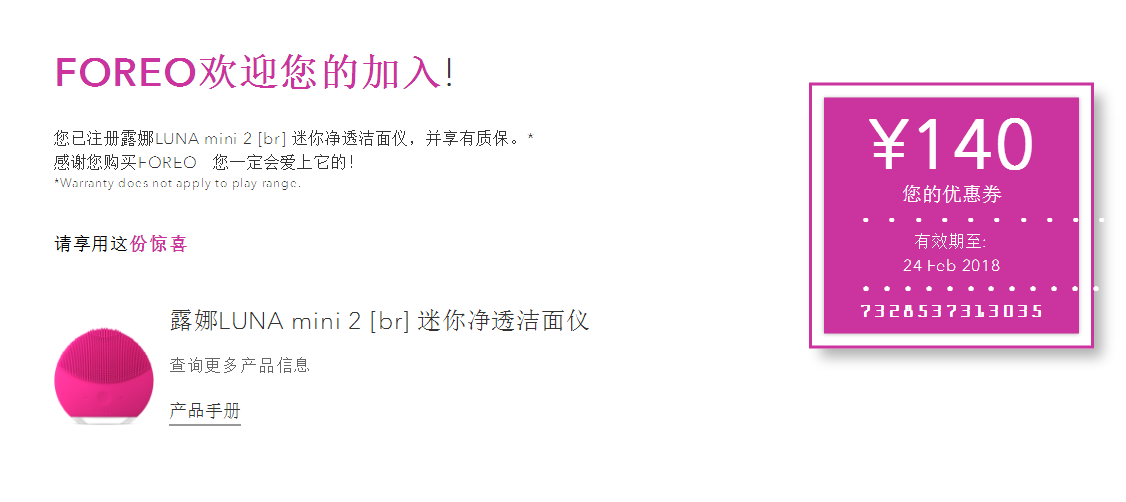 FOREO欢迎您的加入!
您已注册露娜LUNA mini 2 [br] 迷你净透洁面仪，并享有质保。*
感谢您购买FOREO 您一定会爱上它的!
*Warranty does not apply to play range.
请享用这份惊喜
露娜LUNA mini 2 [br] 迷你净透洁面仪
查询更多产品信息
产品手册
¥140
您的优惠券
有效期至:
24 Feb 2018
7328537313035